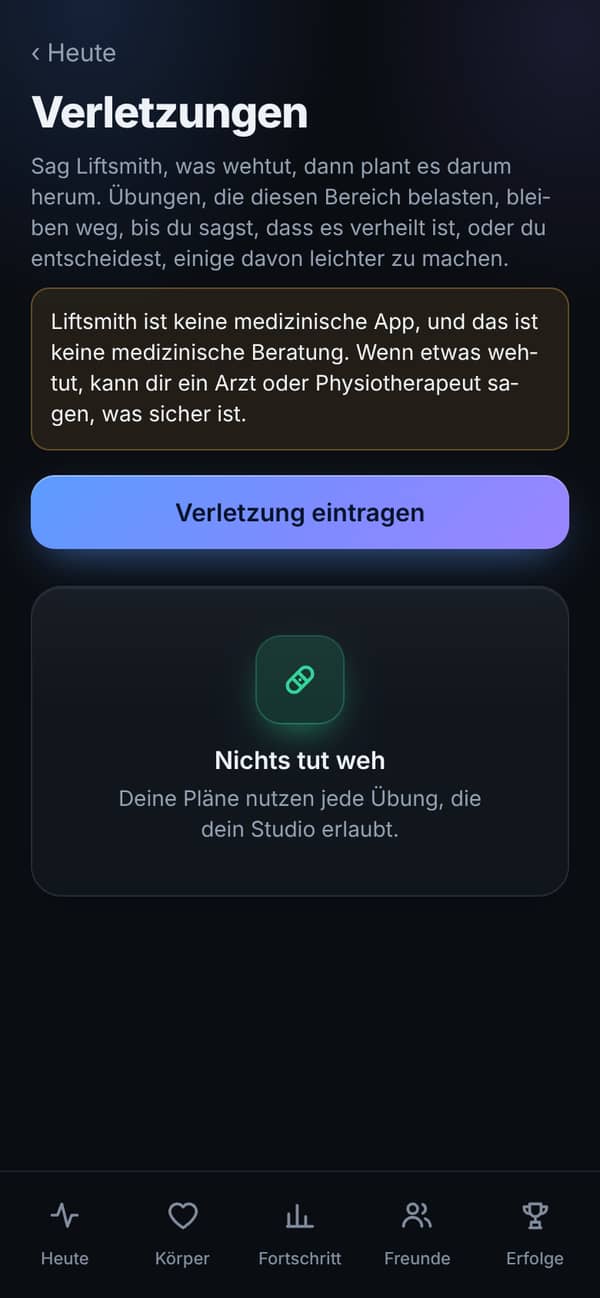 ‹ Heute
Verletzungen
Sag Liftsmith, was wehtut, dann plant es darum
herum. Übungen, die diesen Bereich belasten, blei-
ben weg, bis du sagst, dass es verheilt ist, oder du
entscheidest, einige davon leichter zu machen.
Liftsmith ist keine medizinische App, und das ist
keine medizinische Beratung. Wenn etwas weh-
tut, kann dir ein Arzt oder Physiotherapeut sa-
gen, was sicher ist.
Verletzung eintragen
Nichts tut weh
Deine Pläne nutzen jede Übung, die
dein Studio erlaubt.
Heute Körper Fortschritt Freunde Erfolge